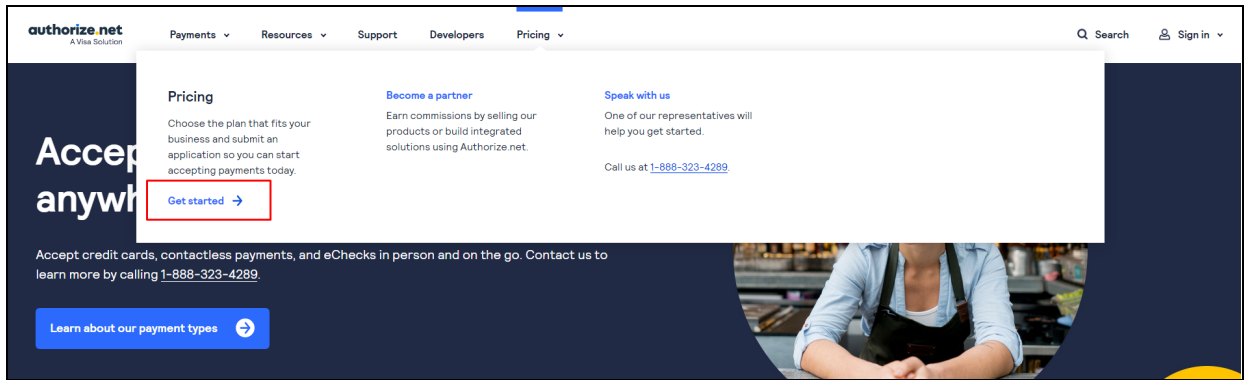 authorize.net
A Visa Solution
Payments
Resources
Support
Developers
Pricing
Search
Sign in
Pricing
Choose the plan that fits your
business and submit an
application so you can start
accepting payments today.
Get started
Become a partner
Earn commissions by selling our
products or build integrated
solutions using Authorize.net.
Speak with us
One of our representatives will
help you get started.
Call us at 1-888-323-4289.
Accept credit cards, contactless payments, and eChecks in person and on the go. Contact us to
learn more by calling 1-888-323-4289.
Learn about our payment types